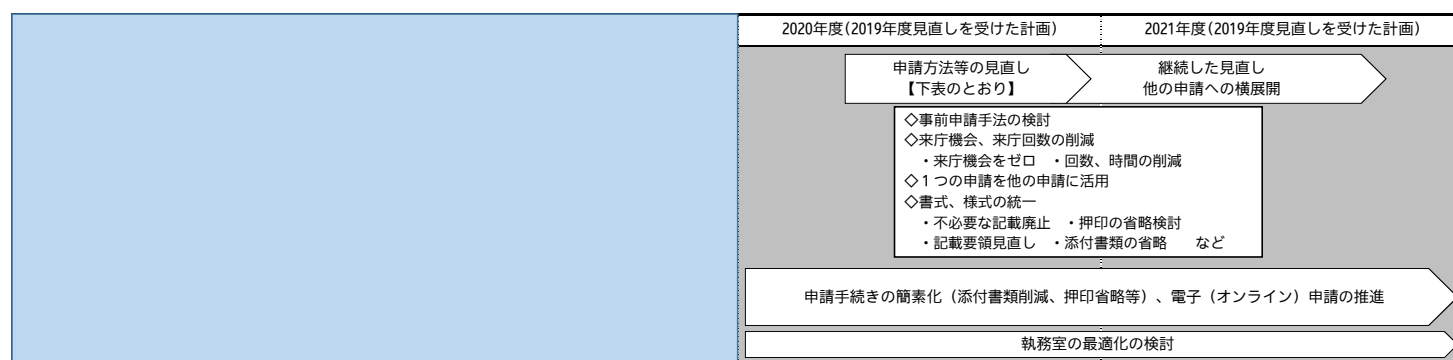 2020年度(2019年度見直しを受けた計画)
2021年度(2019年度見直しを受けた計画)
申請方法等の見直し
【下表のとおり】
継続した見直し
他の申請への横展開
◇事前申請手法の検討
◇来庁機会、来庁回数の削減
・来庁機会をゼロ ・回数、時間の削減
◇1つの申請を他の申請に活用
◇書式、様式の統一
・不必要な記載廃止 ・押印の省略検討
・記載要領見直し ・添付書類の省略 など
申請手続きの簡素化（添付書類削減、押印省略等）、電子（オンライン）申請の推進
執務室の最適化の検討